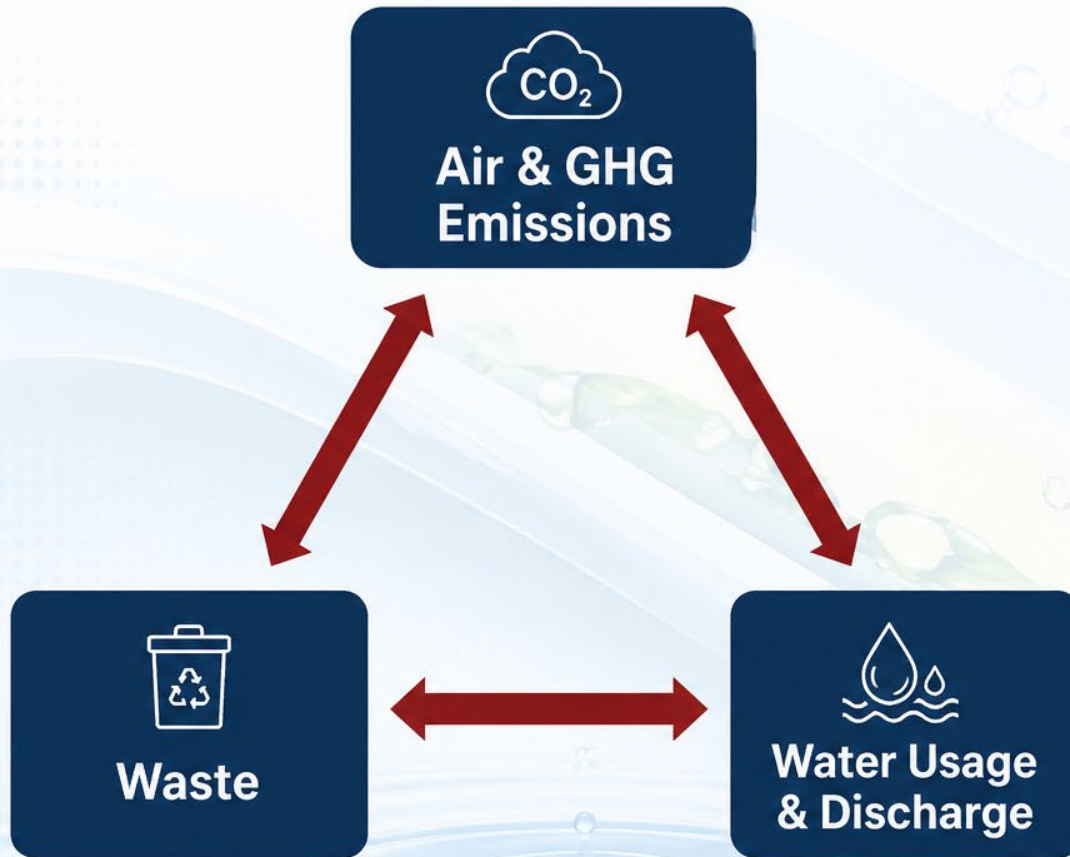 CO₂
Air & GHG
Emissions
Waste
Water Usage
& Discharge